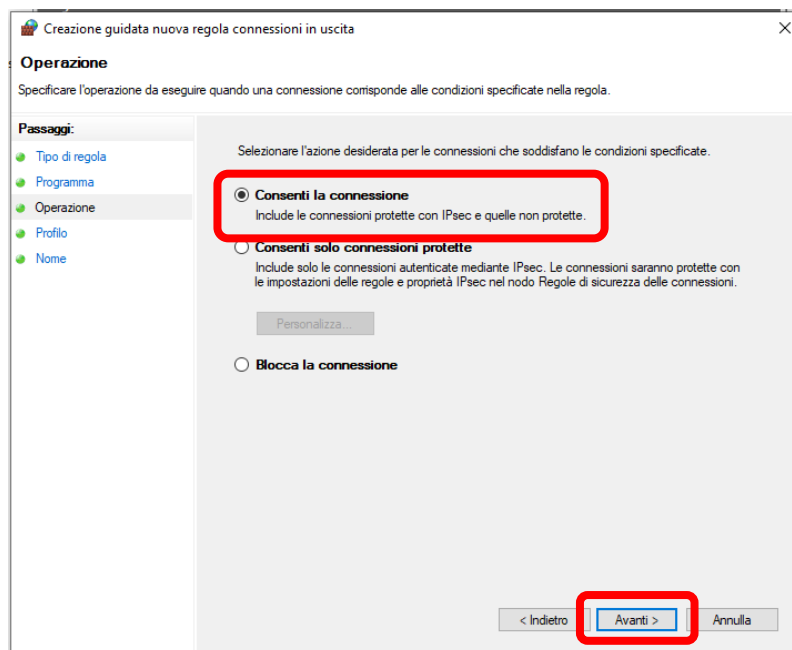 Creazione guidata nuova regola connessioni in uscita
Operazione
Specificare l'operazione da eseguire quando una connessione corrisponde alle condizioni specificate nella regola.
Passaggi:
Tipo di regola
Programma
Operazione
Profilo
Nome
Selezionare l'azione desiderata per le connessioni che soddisfano le condizioni specificate.
Consenti la connessione
Include le connessioni protette con IPsec e quelle non protette.
Consenti solo connessioni protette
Include solo le connessioni autenticate mediante IPsec. Le connessioni saranno protette con
le impostazioni delle regole e proprietà IPsec nel nodo Regole di sicurezza delle connessioni.
Personalizza...
Blocca la connessione
< Indietro
Avanti >
Annulla